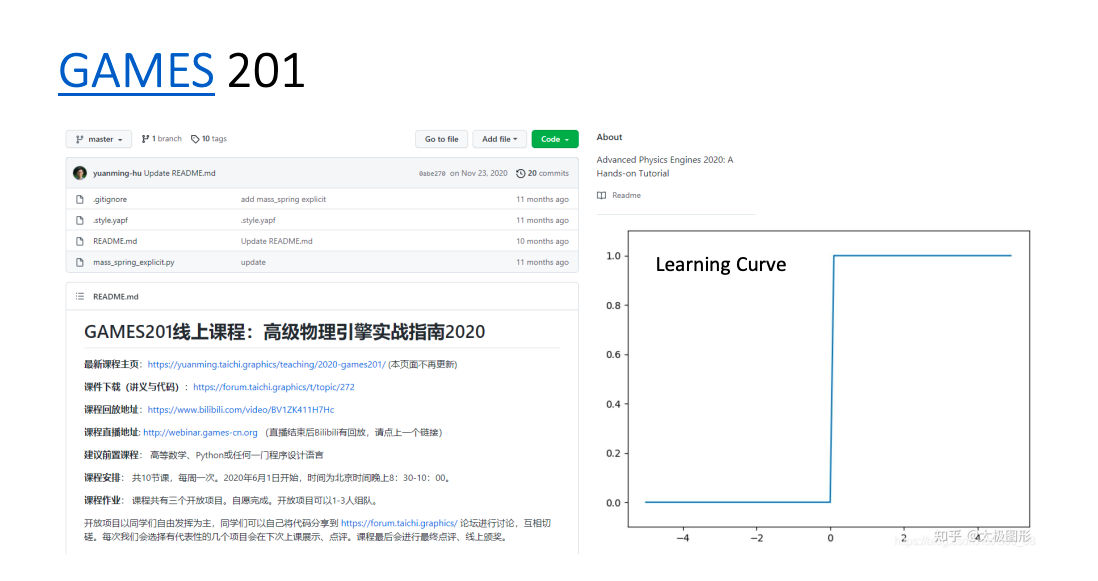 GAMES 201
master
1 branch
10 tags
Go to file
Add file
Code
yuanming-hu Update README.md
0abe270 on Nov 23, 2020
20 commits
.gitignore
add mass_spring explicit
11 months ago
.style.yapf
.style.yapf
11 months ago
README.md
Update README.md
10 months ago
mass_spring_explicit.py
update
11 months ago
README.md
GAMES201线上课程：高级物理引擎实战指南2020
最新课程主页：https://yuanming.taichi.graphics/teaching/2020-games201/ (本页面不再更新)
课件下载（讲义与代码）：https://forum.taichi.graphics/t/topic/272
课程回放地址：https://www.bilibili.com/video/BV1ZK411H7Hc
课程直播地址: http://webinar.games-cn.org （直播结束后Bilibili有回放，请点上一个链接）
建议前置课程： 高等数学、Python或任何一门程序设计语言
课程安排： 共10节课，每周一次。2020年6月1日开始，时间为北京时间晚上8：30-10：00。
课程作业： 课程共有三个开放项目。自愿完成。开放项目可以1-3人组队。
开放项目以同学们自由发挥为主，同学们可以自己将代码分享到 https://forum.taichi.graphics/ 论坛进行讨论，互相切
磋。每次我们会选择有代表性的几个项目会在下次上课展示、点评。课程最后会进行最终点评、线上颁奖。
About
Advanced Physics Engines 2020: A
Hands-on Tutorial
Readme
Learning Curve
1.0
0.8
0.6
0.4
0.2
0.0
−4
−2
0
2
4
知乎 @太极图形